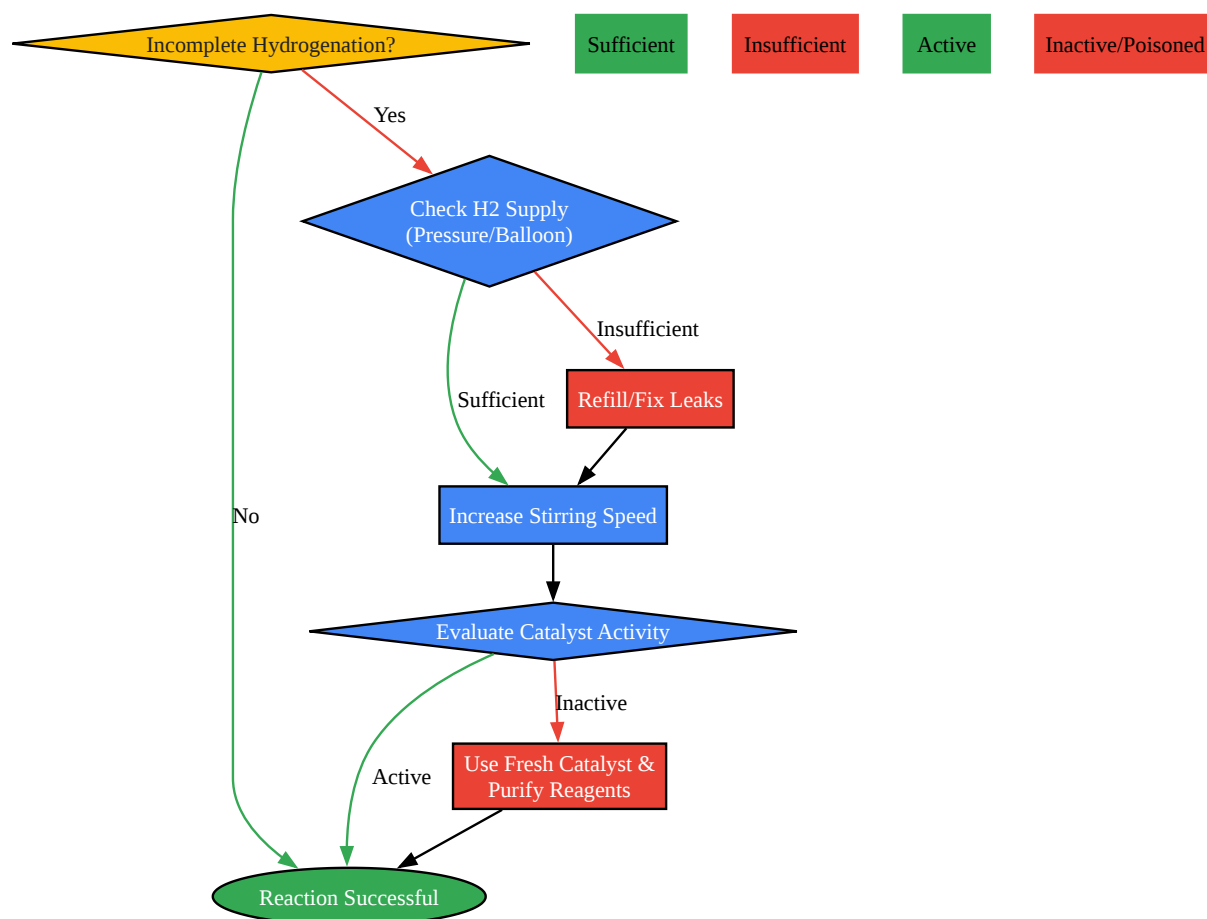 Incomplete Hydrogenation?
Sufficient
Insufficient
Active
Inactive/Poisoned
Yes
Check H2 Supply
(Pressure/Balloon)
Insufficient
Sufficient
Refill/Fix Leaks
No
Increase Stirring Speed
Evaluate Catalyst Activity
Inactive
Active
Use Fresh Catalyst &
Purify Reagents
Reaction Successful